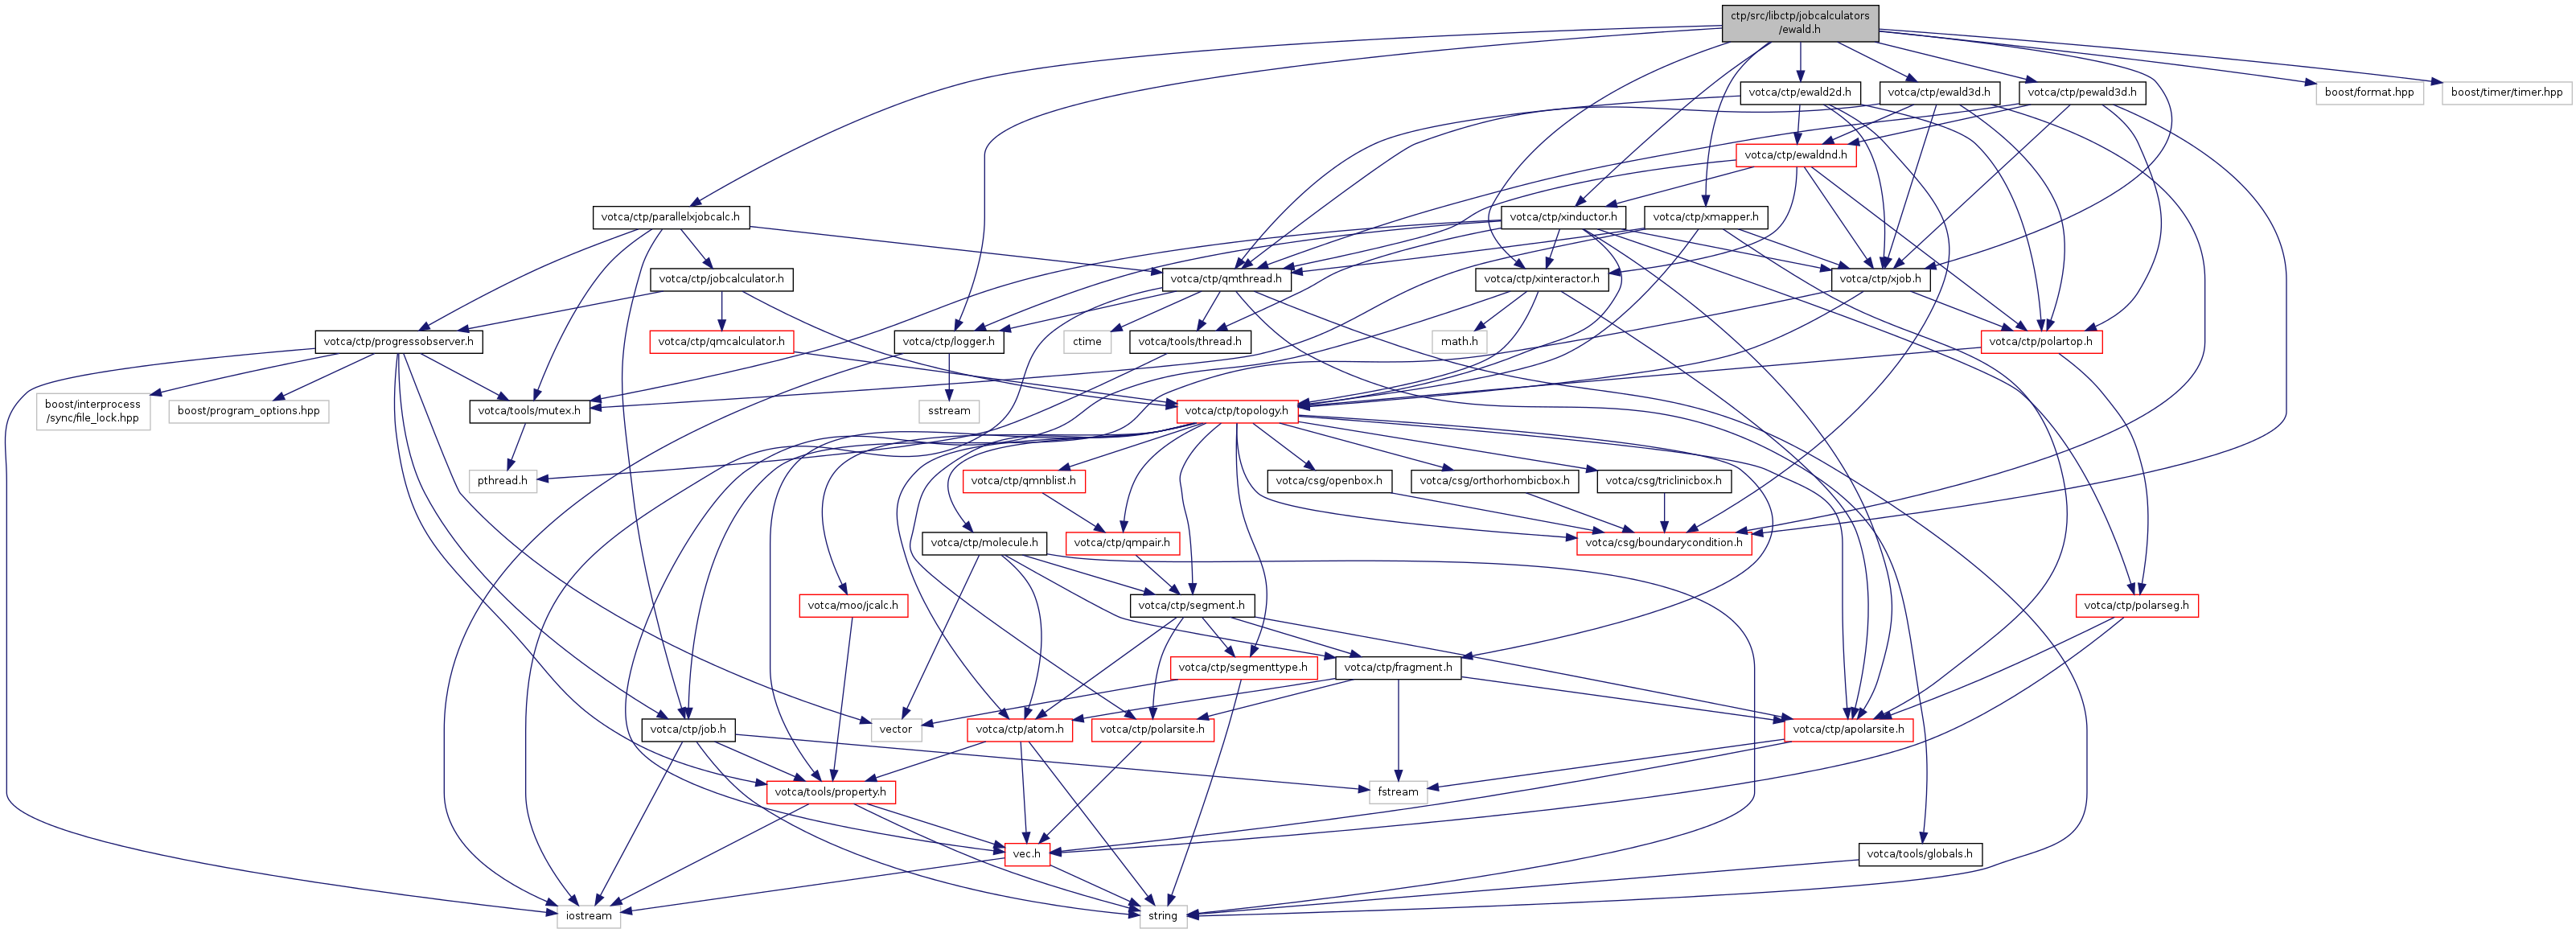 ctp/src/libctp/jobcalculators
/ewald.h
votca/ctp/ewald2d.h
votca/ctp/ewald3d.h
votca/ctp/pewald3d.h
boost/format.hpp
boost/timer/timer.hpp
votca/ctp/ewaldnd.h
votca/ctp/parallelxjobcalc.h
votca/ctp/xinductor.h
votca/ctp/xmapper.h
votca/ctp/jobcalculator.h
votca/ctp/qmthread.h
votca/ctp/xinteractor.h
votca/ctp/xjob.h
votca/ctp/progressobserver.h
votca/ctp/qmcalculator.h
votca/ctp/logger.h
ctime
votca/tools/thread.h
math.h
votca/ctp/polartop.h
boost/interprocess
/sync/file_lock.hpp
boost/program_options.hpp
votca/tools/mutex.h
sstream
votca/ctp/topology.h
pthread.h
votca/ctp/qmnblist.h
votca/csg/openbox.h
votca/csg/orthorhombicbox.h
votca/csg/triclinicbox.h
votca/ctp/molecule.h
votca/ctp/qmpair.h
votca/csg/boundarycondition.h
votca/moo/jcalc.h
votca/ctp/segment.h
votca/ctp/polarseg.h
votca/ctp/segmenttype.h
votca/ctp/fragment.h
votca/ctp/job.h
vector
votca/ctp/atom.h
votca/ctp/polarsite.h
votca/ctp/apolarsite.h
votca/tools/property.h
fstream
vec.h
votca/tools/globals.h
iostream
string